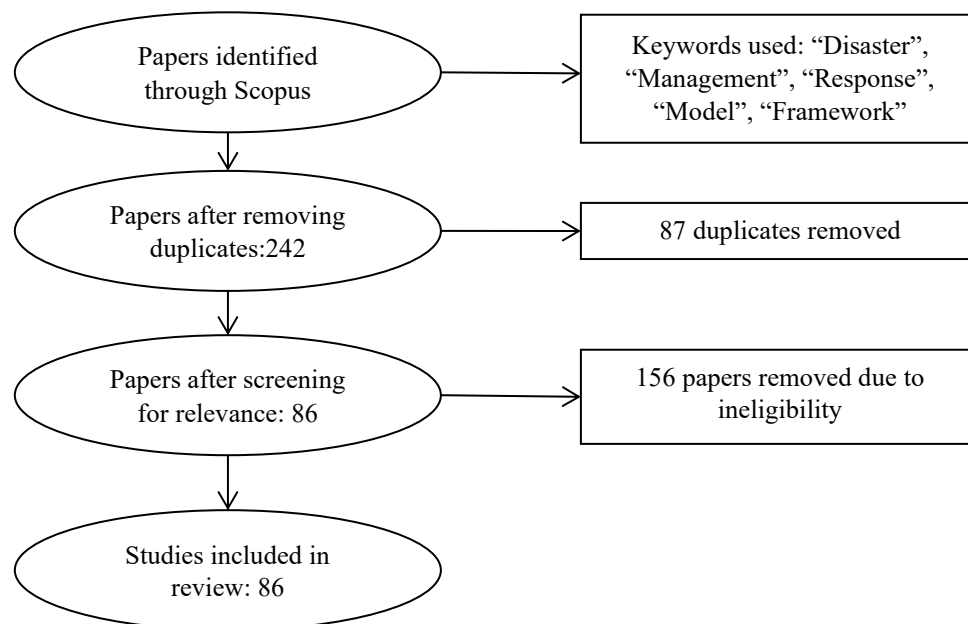 Papers identified
through Scopus
Keywords used: “Disaster”,
“Management”, “Response”,
“Model”, “Framework”
Papers after removing
duplicates:242
87 duplicates removed
Papers after screening
for relevance: 86
156 papers removed due to
ineligibility
Studies included in
review: 86